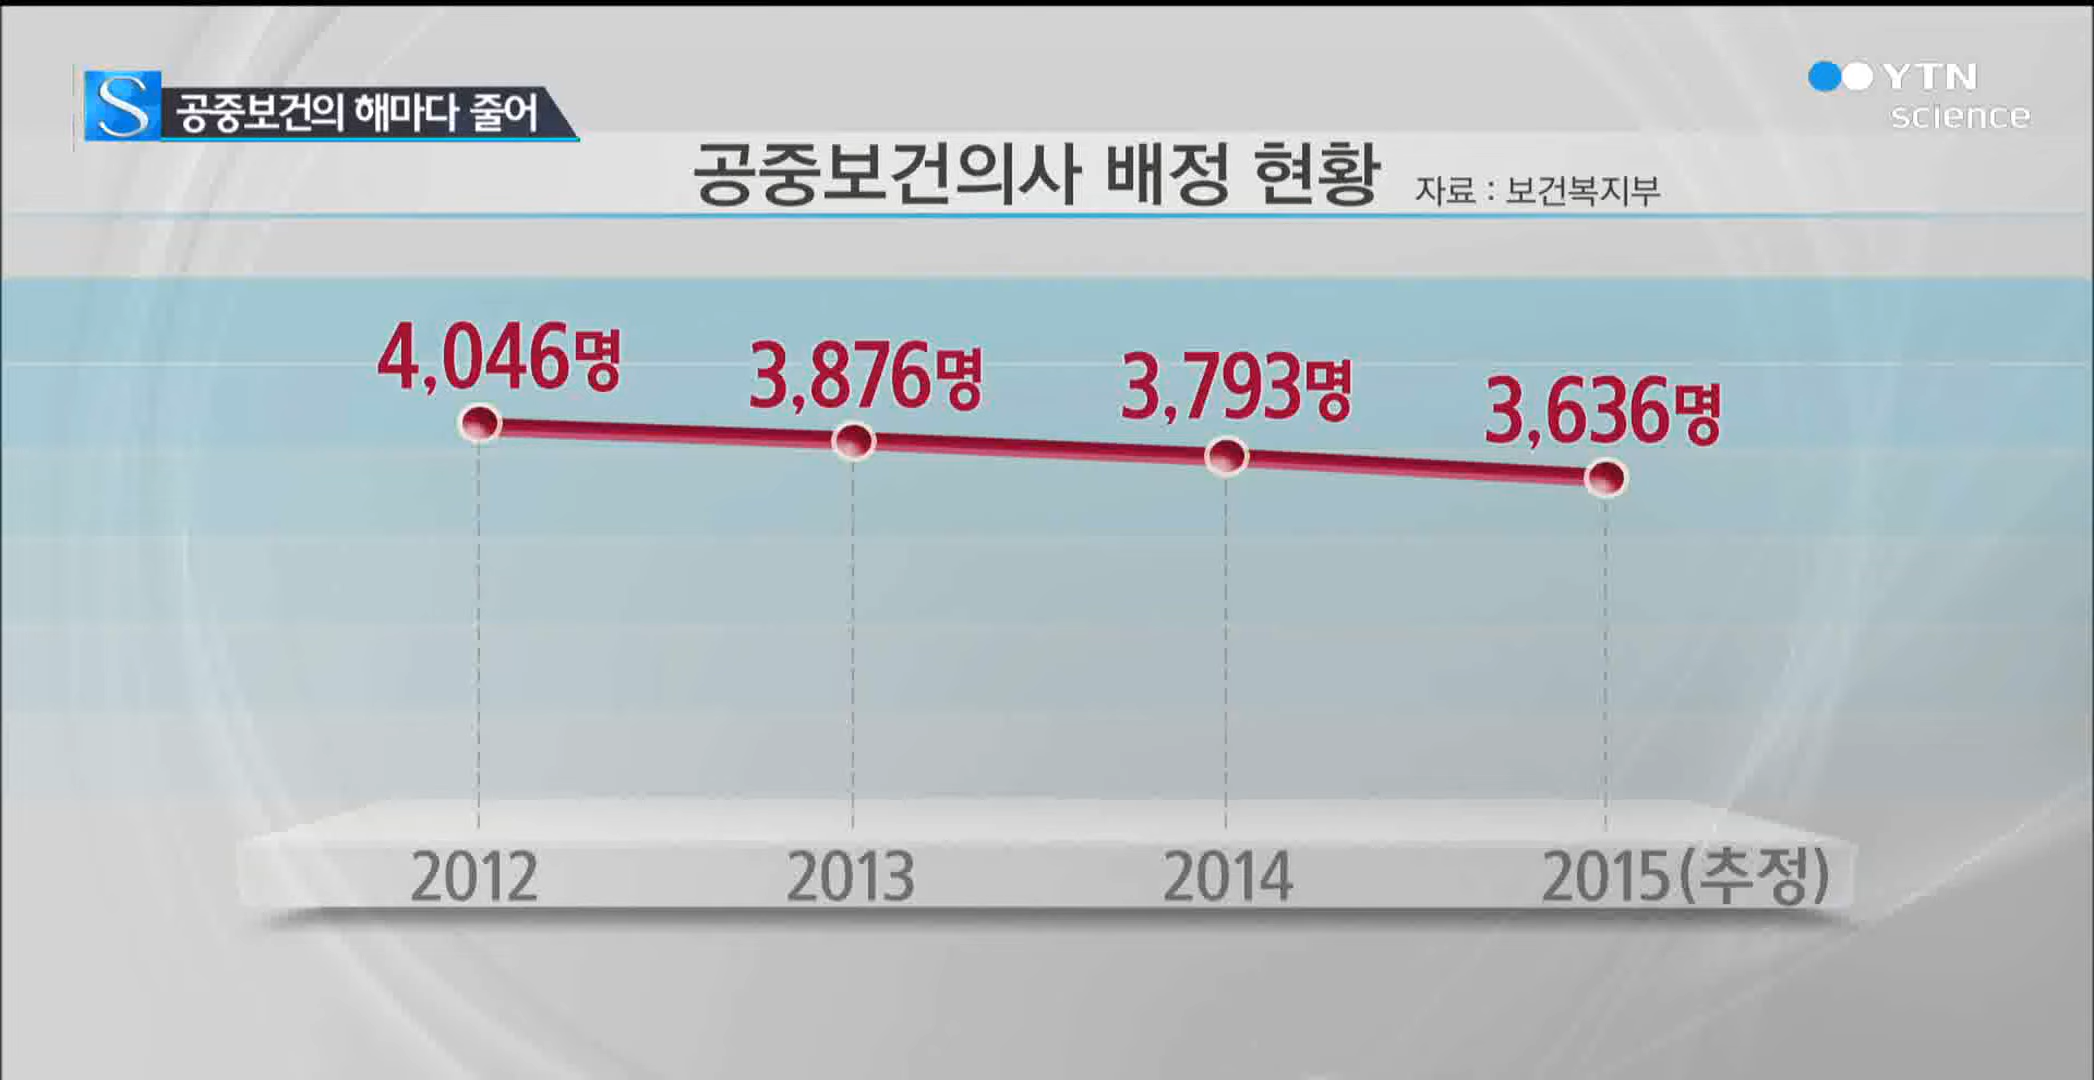 S 공중보건의 해마다 줄어
YTN
science
공중보건의사 배정 현황 자료 : 보건복지부
4,046명
3,876명
3,793명
3,636명
2012 2013 2014 2015(추정)